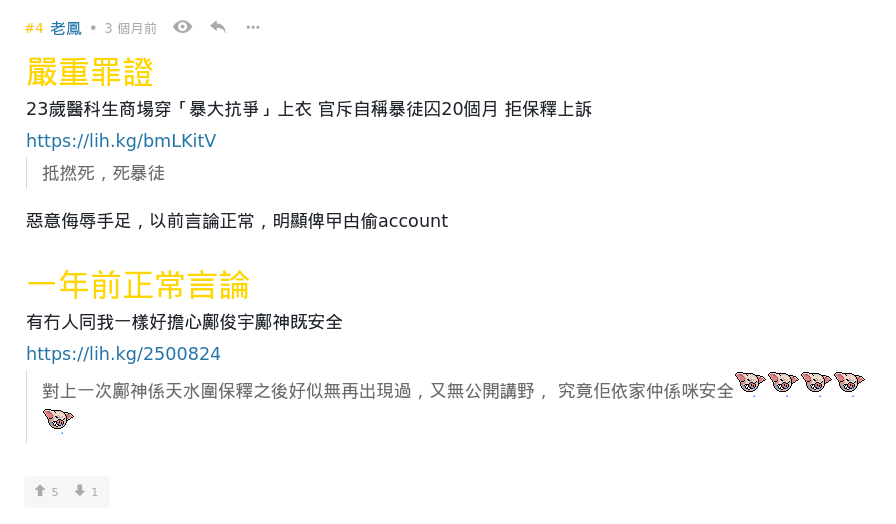 #4 老鳳 • 3 個月前
嚴重罪證
23歲醫科生商場穿「暴大抗爭」上衣 官斥自稱暴徒囚20個月 拒保釋上訴
https://lih.kg/bmLKitV
抵撚死，死暴徒
惡意侮辱手足，以前言論正常，明顯俾曱甴偷account
一年前正常言論
有冇人同我一樣好擔心鄺俊宇鄺神既安全
https://lih.kg/2500824
對上一次鄺神係天水圍保釋之後好似無再出現過，又無公開講野， 究竟佢依家仲係咪安全
5 1